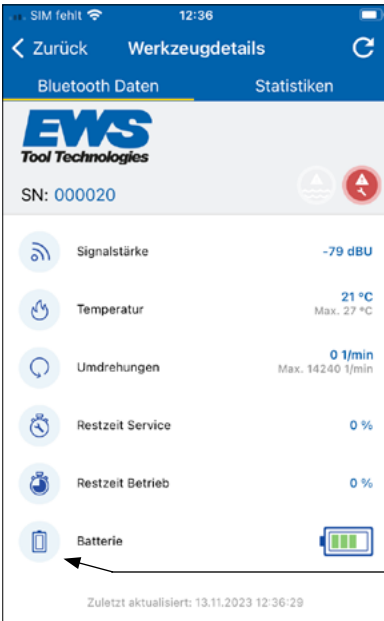 SIM fehlt 12:36
Zurück Werkzeugdetails
Bluetooth Daten Statistiken
EWS
Tool Technologies
SN: 000020
Signalstärke -79 dBU
Temperatur 21 °C
Max. 27 °C
Umdrehungen 0 1/min
Max. 14240 1/min
Restzeit Service 0 %
Restzeit Betrieb 0 %
Batterie
Zuletzt aktualisiert: 13.11.2023 12:36:29